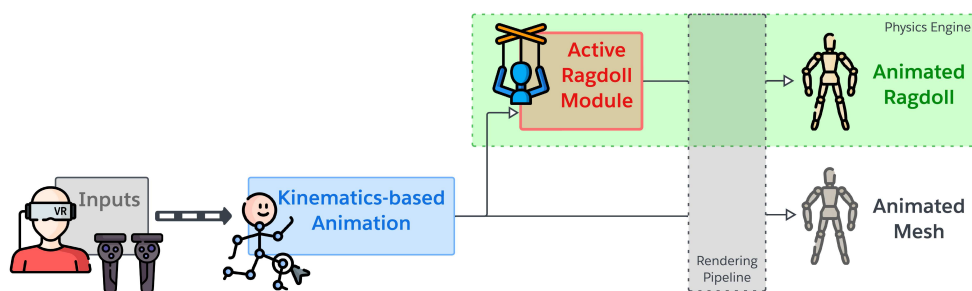 VR
Inputs
Kinematics-based
Animation
Active
Ragdoll
Module
Rendering
Pipeline
Physics Engine
Animated
Ragdoll
Animated
Mesh